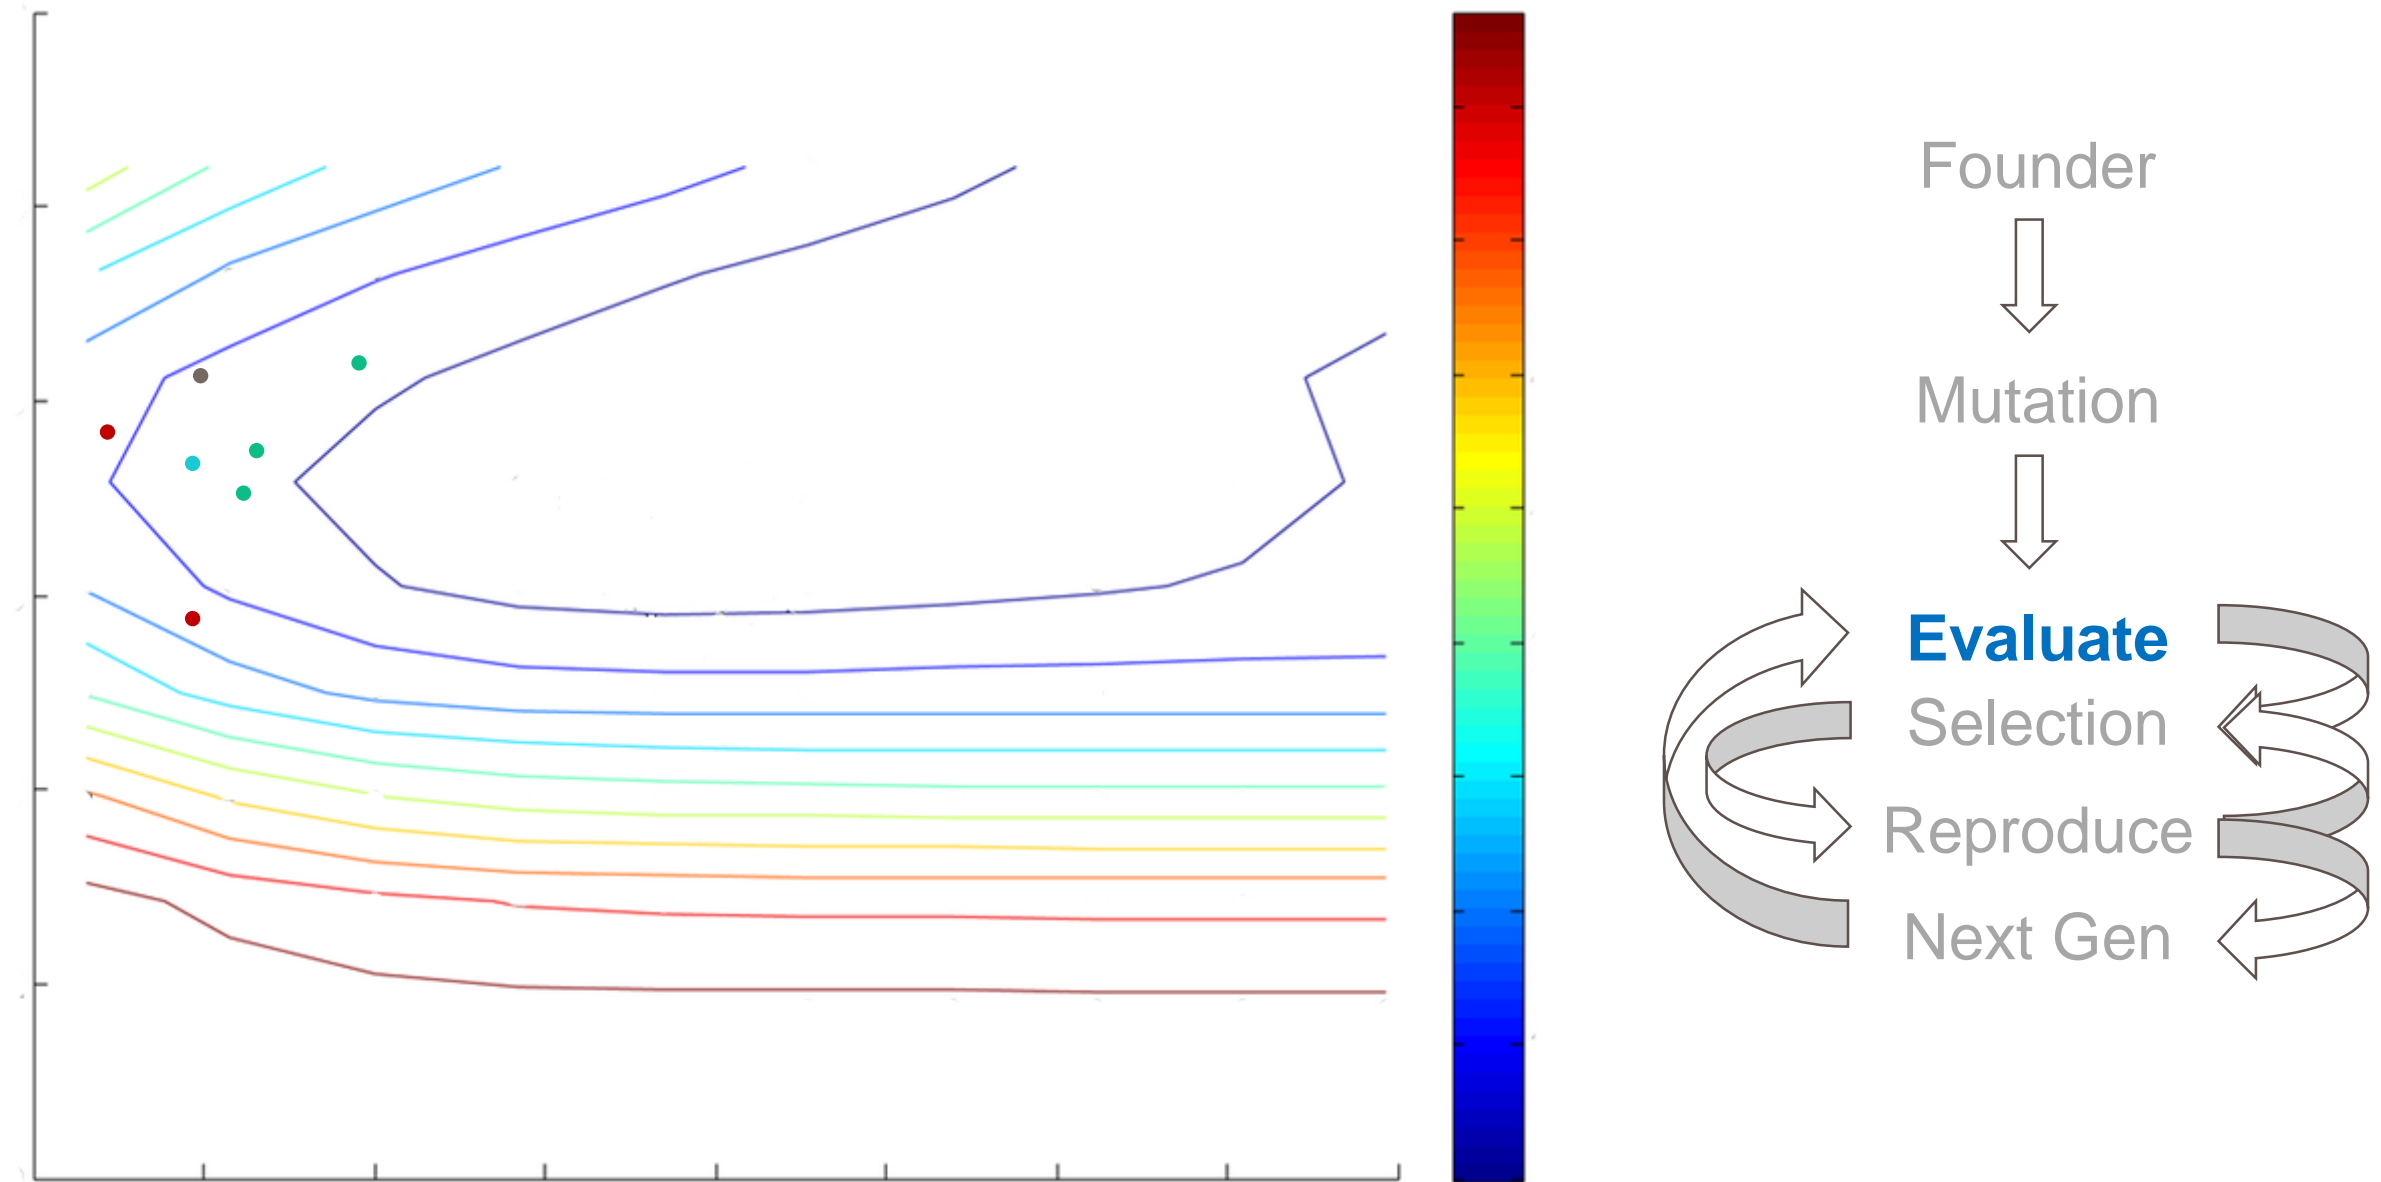 Founder
Mutation
Evaluate
Selection
Reproduce
Next Gen